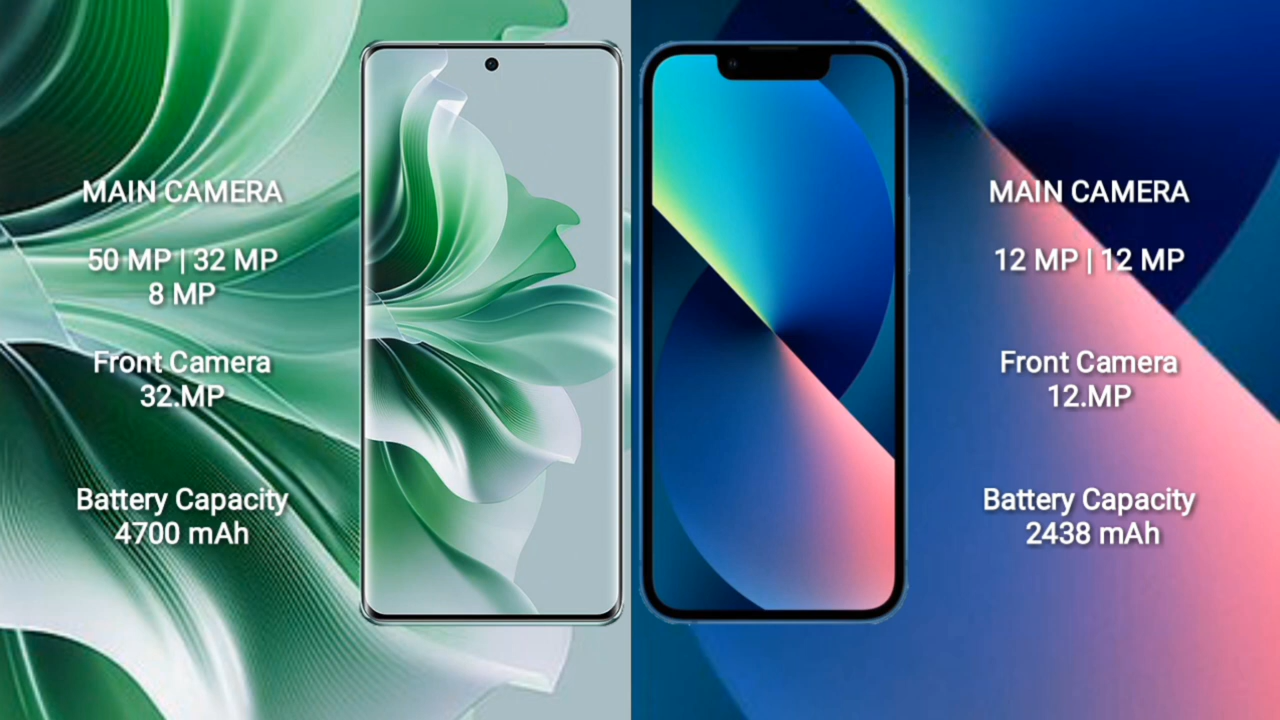 MAIN CAMERA
50 MP | 32 MP
8 MP
Front Camera
32.MP
Battery Capacity
4700 mAh
MAIN CAMERA
12 MP | 12 MP
Front Camera
12.MP
Battery Capacity
2438 mAh